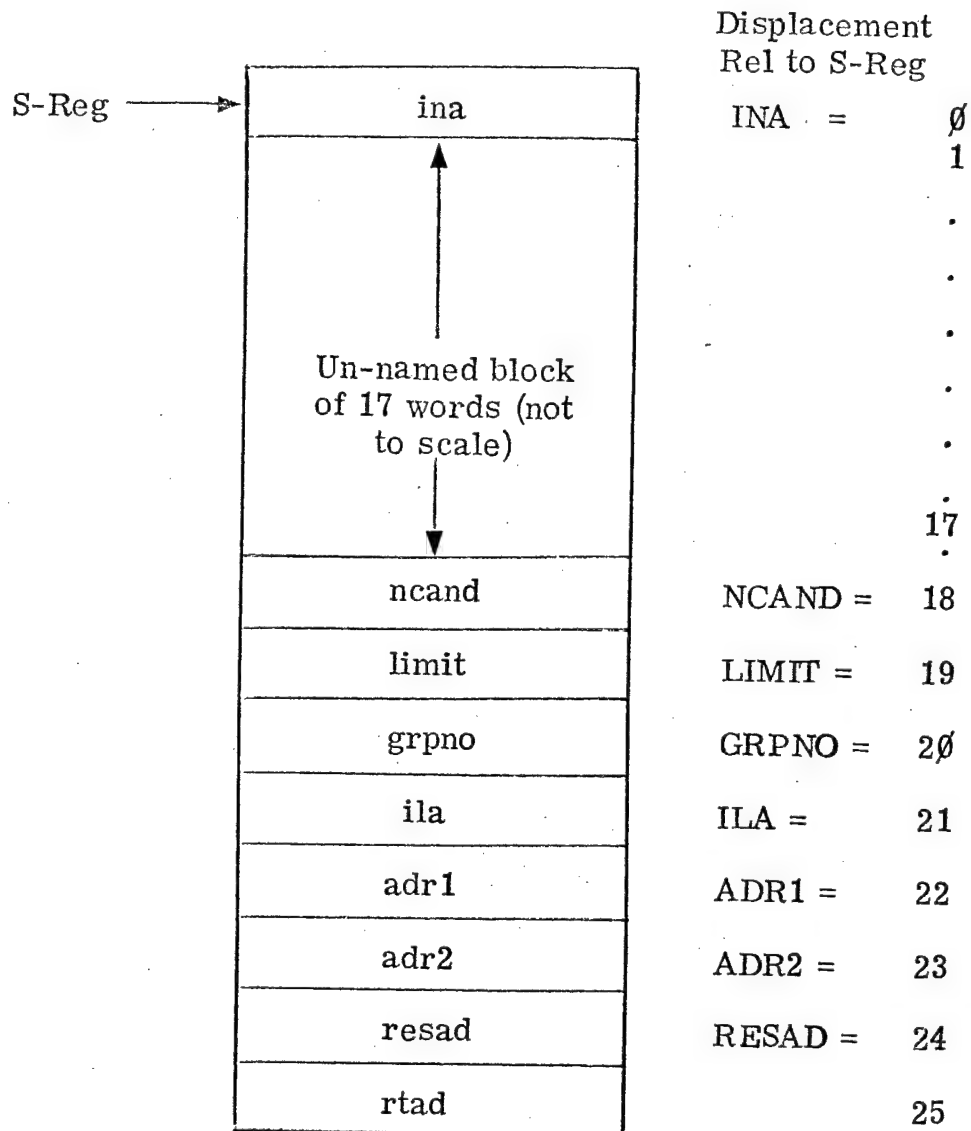 Displacement
Rel to S-Reg
S-Reg
ina
INA = Ø
1
.
.
.
.
.
.
Un-named block
of 17 words (not
to scale)
17
.
ncand
NCAND = 18
limit
LIMIT = 19
grpno
GRPNO = 2Ø
ila
ILA = 21
adr1
ADR1 = 22
adr2
ADR2 = 23
resad
RESAD = 24
rtad
25